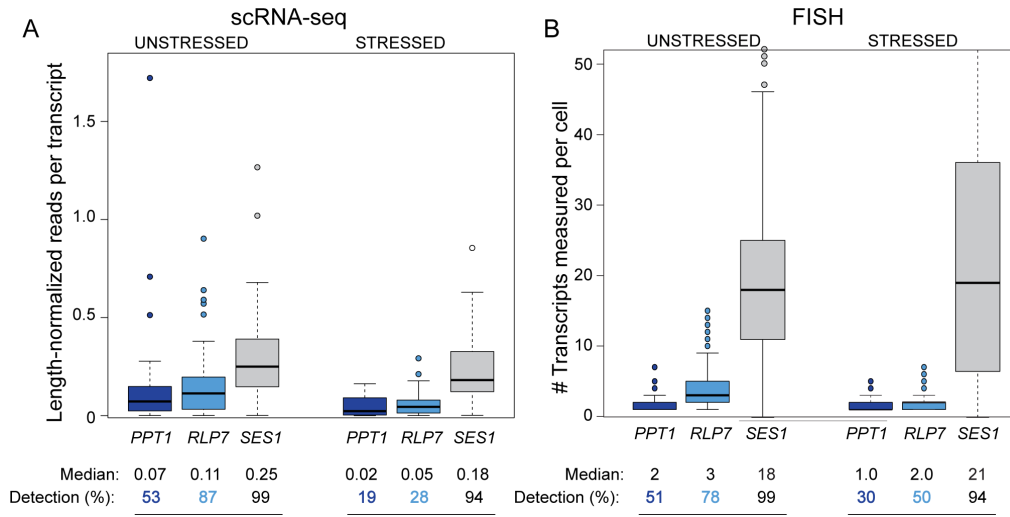 scRNA-seq
FISH
A
B
UNSTRESSED STRESSED
UNSTRESSED STRESSED
Length-normalized reads per transcript
1.5
1.0
0.5
0
# Transcripts measured per cell
50
40
30
20
10
0
PPT1 RLP7 SES1 PPT1 RLP7 SES1
PPT1 RLP7 SES1 PPT1 RLP7 SES1
Median: 0.07 0.11 0.25 0.02 0.05 0.18
Detection (%): 53 87 99 19 28 94
Median: 2 3 18 1.0 2.0 21
Detection (%): 51 78 99 30 50 94